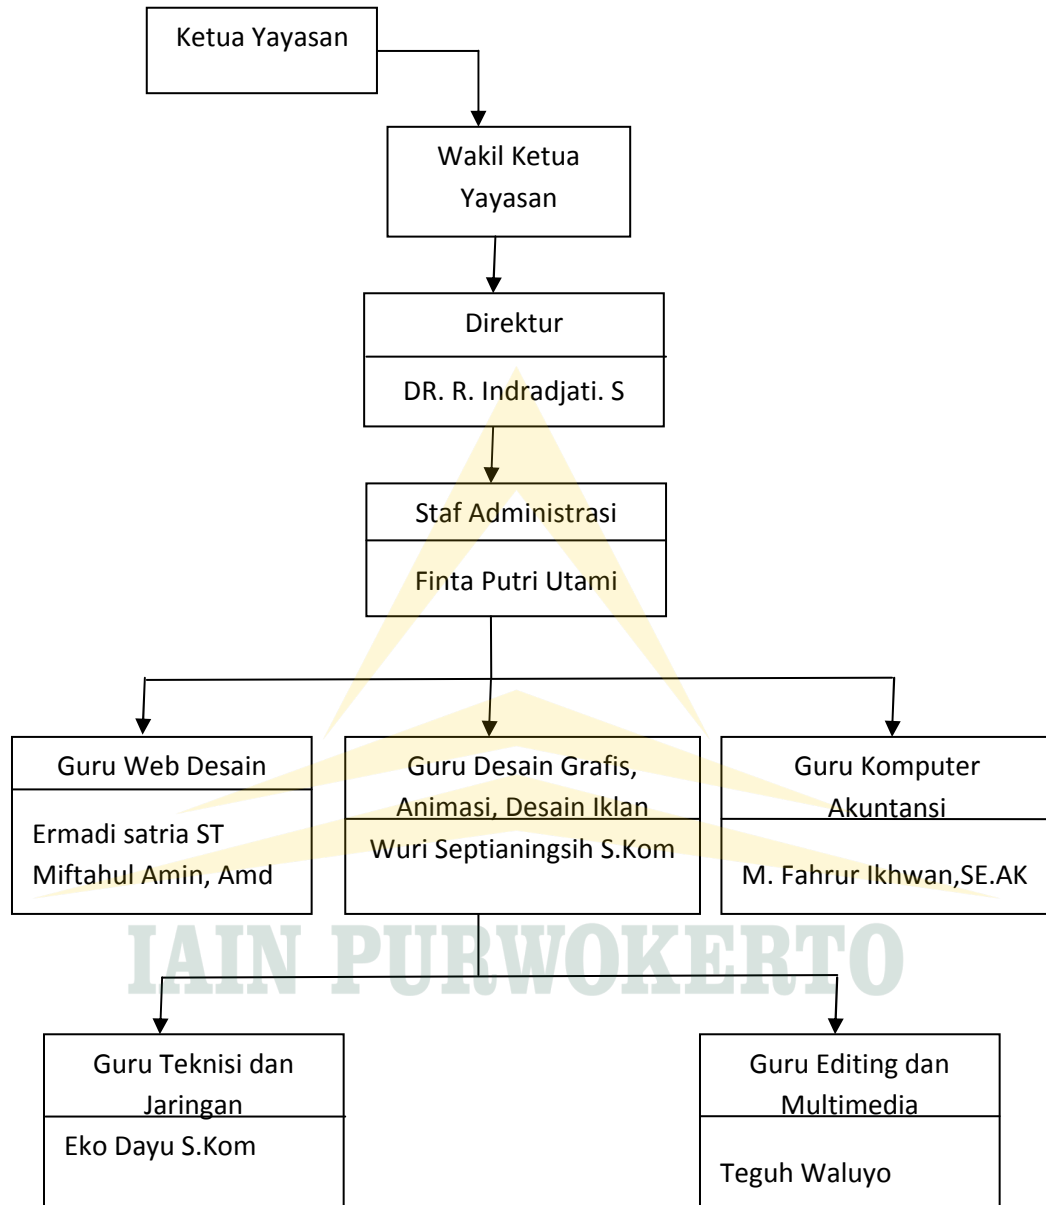 Ketua Yayasan
Wakil Ketua
Yayasan
Direktur
DR. R. Indradjati. S
Staf Administrasi
Finta Putri Utami
Guru Web Desain
Ermadi satria ST
Miftahul Amin, Amd
Guru Desain Grafis,
Animasi, Desain Iklan
Wuri Septianingsih S.Kom
Guru Komputer
Akuntansi
M. Fahrur Ikhwan,SE.AK
IAIN PURWOKERTO
Guru Teknisi dan
Jaringan
Eko Dayu S.Kom
Guru Editing dan
Multimedia
Teguh Waluyo